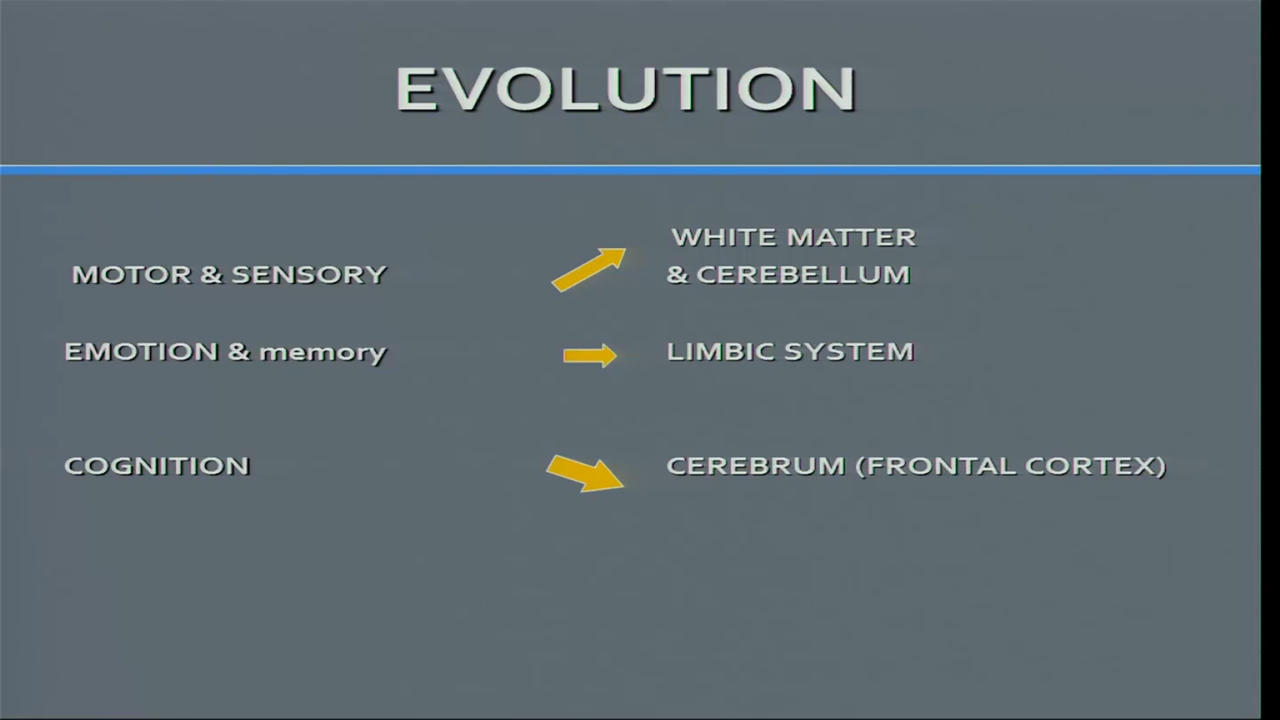 EVOLUTION
WHITE MATTER
MOTOR & SENSORY
& CEREBELLUM
EMOTION & memory
LIMBIC SYSTEM
COGNITION
CEREBRUM (FRONTAL CORTEX)